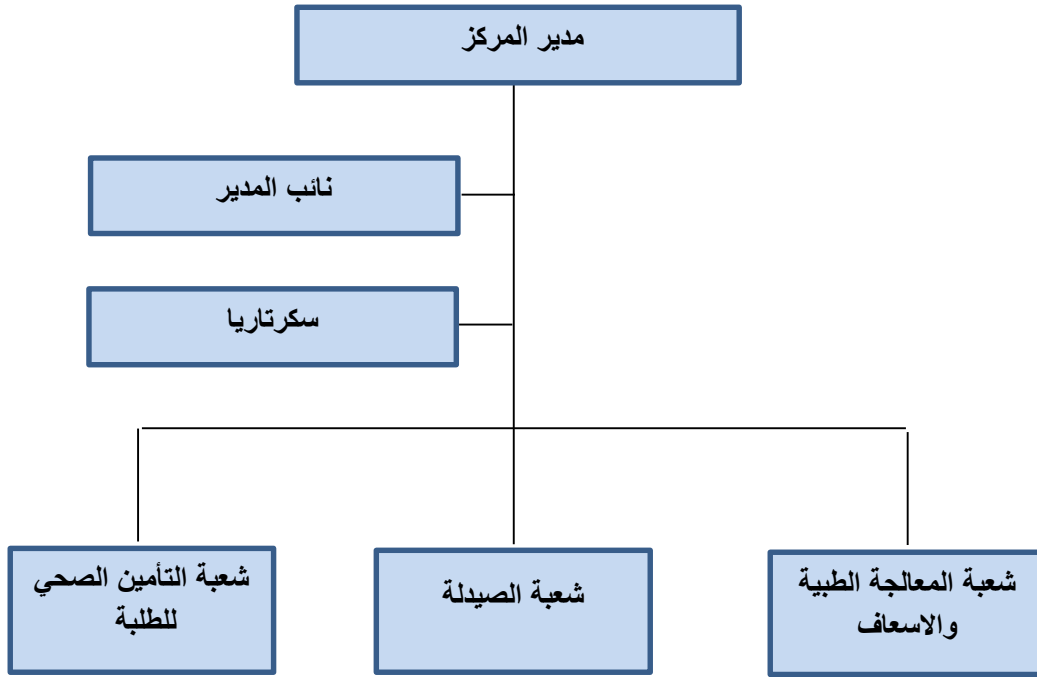 مدير المركز
نائب المدير
سكرتاريا
شعبة المعالجة الطبية
والاسعاف
شعبة الصيدلة
شعبة التأمين الصحي
للطلبة